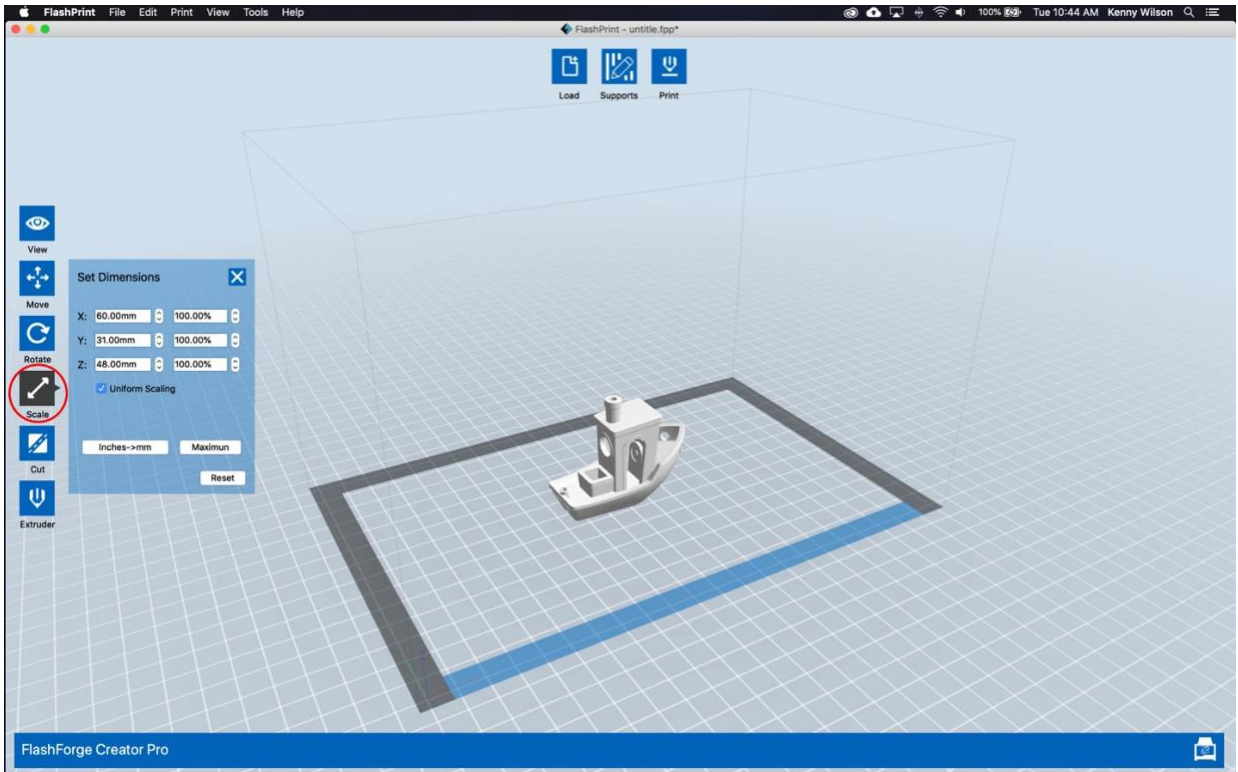 FlashPrint File Edit Print View Tools Help 100% Tue 10:44 AM Kenny Wilson
FlashPrint - untitle.fpp*
Load Supports Print
View
Move
Rotate
Scale
Cut
Extruder
Set Dimensions
X: 60.00mm 100.00%
Y: 31.00mm 100.00%
Z: 48.00mm 100.00%
Uniform Scaling
Inches->mm Maximun
Reset
FlashForge Creator Pro